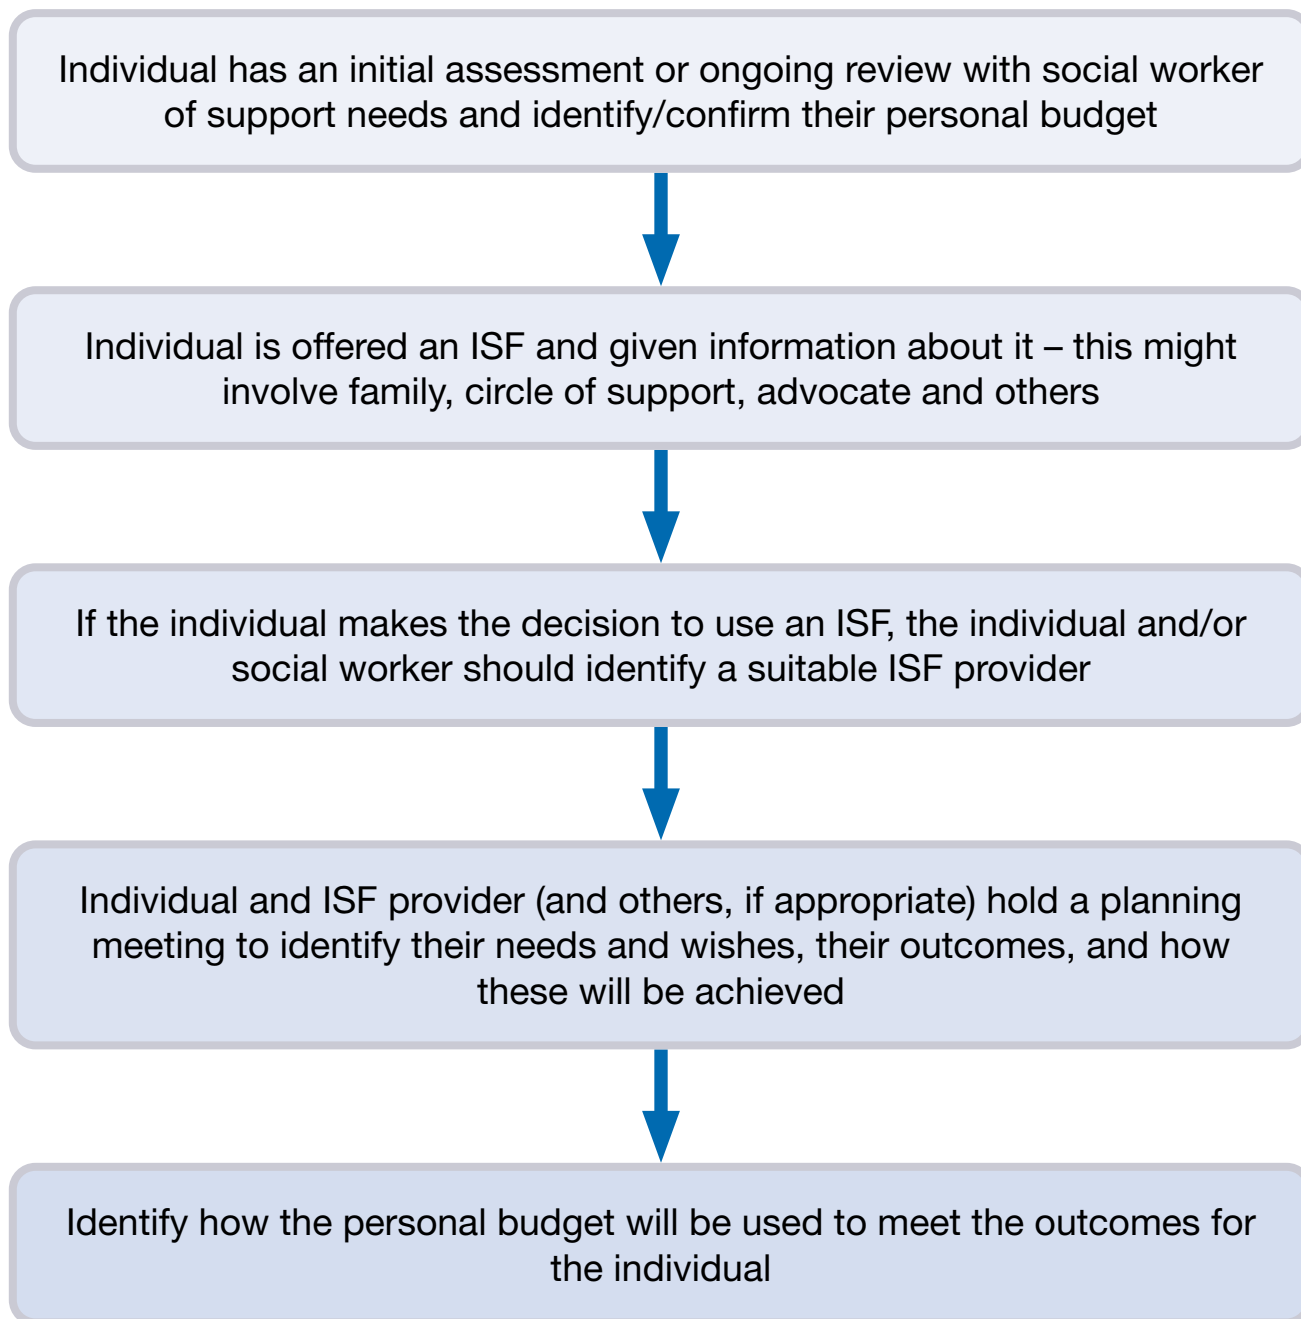 Individual has an initial assessment or ongoing review with social worker
of support needs and identify/confirm their personal budget
Individual is offered an ISF and given information about it – this might
involve family, circle of support, advocate and others
If the individual makes the decision to use an ISF, the individual and/or
social worker should identify a suitable ISF provider
Individual and ISF provider (and others, if appropriate) hold a planning
meeting to identify their needs and wishes, their outcomes, and how
these will be achieved
Identify how the personal budget will be used to meet the outcomes for
the individual